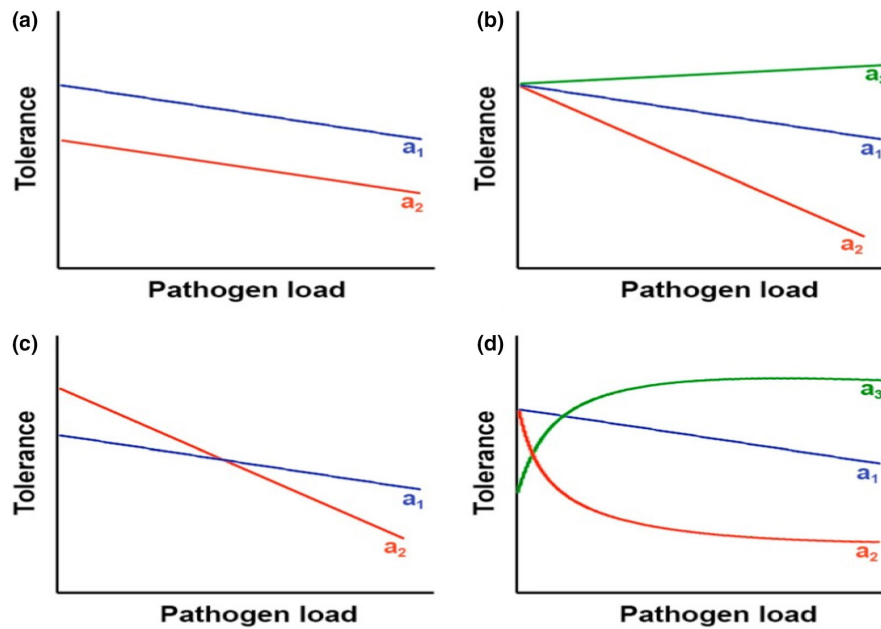 (a)
Tolerance
a₁
a₂
Pathogen load
(b)
Tolerance
a₃
a₁
a₂
Pathogen load
(c)
Tolerance
a₁
a₂
Pathogen load
(d)
Tolerance
a₃
a₁
a₂
Pathogen load